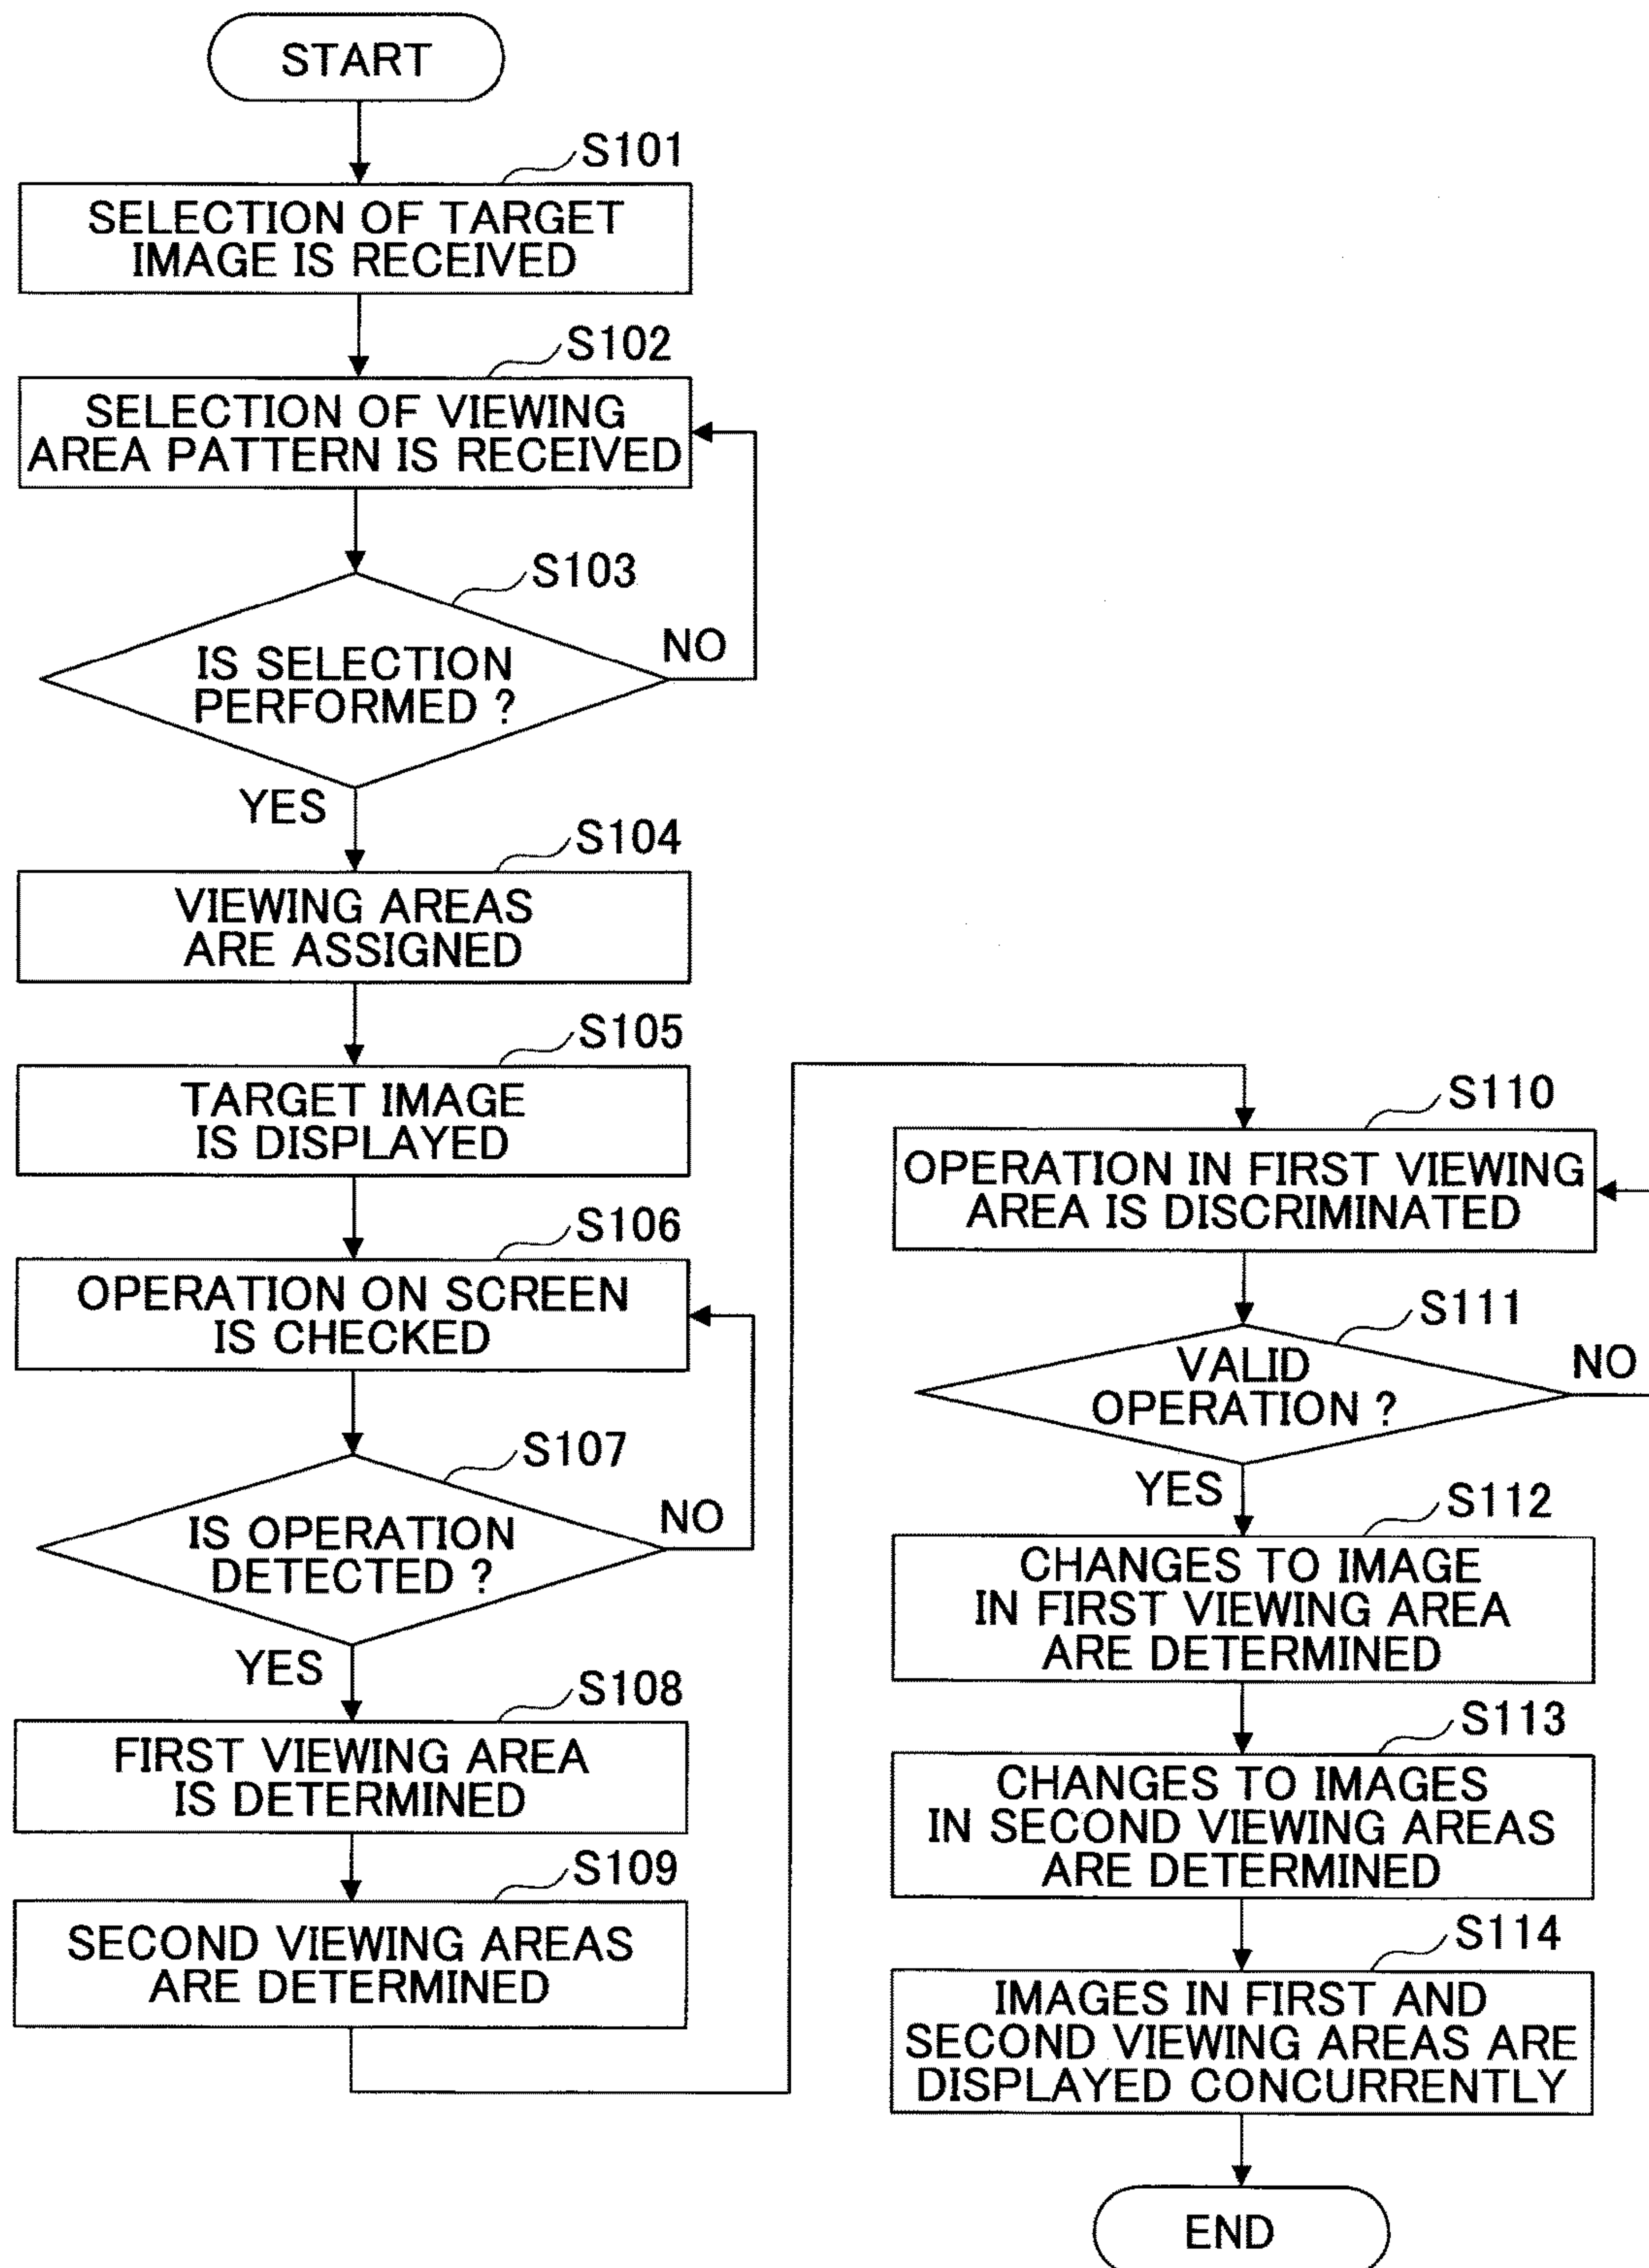 START
S101
SELECTION OF TARGET
IMAGE IS RECEIVED
S102
SELECTION OF VIEWING
AREA PATTERN IS RECEIVED
S103
IS SELECTION
PERFORMED ?
NO
YES
S104
VIEWING AREAS
ARE ASSIGNED
S105
TARGET IMAGE
IS DISPLAYED
S106
OPERATION ON SCREEN
IS CHECKED
S107
IS OPERATION
DETECTED ?
NO
YES
S108
FIRST VIEWING AREA
IS DETERMINED
S109
SECOND VIEWING AREAS
ARE DETERMINED
S110
OPERATION IN FIRST VIEWING
AREA IS DISCRIMINATED
S111
VALID
OPERATION ?
NO
YES
S112
CHANGES TO IMAGE
IN FIRST VIEWING AREA
ARE DETERMINED
S113
CHANGES TO IMAGES
IN SECOND VIEWING AREAS
ARE DETERMINED
S114
IMAGES IN FIRST AND
SECOND VIEWING AREAS ARE
DISPLAYED CONCURRENTLY
END